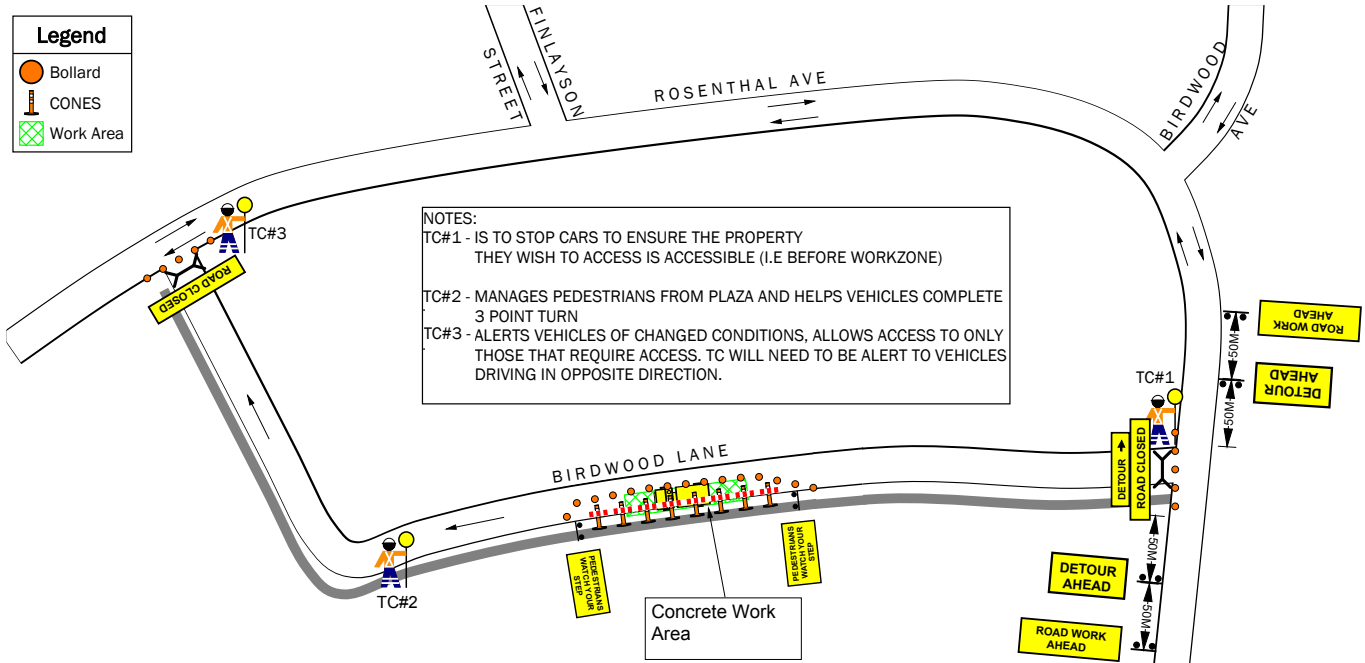 Legend
Bollard
CONES
Work Area
FINLAYSON
STREET
ROSENTHAL AVE
BIRDWOOD
AVE
TC#3
ROAD CLOSED
NOTES:
TC#1 - IS TO STOP CARS TO ENSURE THE PROPERTY
THEY WISH TO ACCESS IS ACCESSIBLE (I.E BEFORE WORKZONE)
TC#2 - MANAGES PEDESTRIANS FROM PLAZA AND HELPS VEHICLES COMPLETE
3 POINT TURN
TC#3 - ALERTS VEHICLES OF CHANGED CONDITIONS, ALLOWS ACCESS TO ONLY
THOSE THAT REQUIRE ACCESS. TC WILL NEED TO BE ALERT TO VEHICLES
DRIVING IN OPPOSITE DIRECTION.
ROAD WORK
AHEAD
50M
DETOUR
AHEAD
50M
TC#1
DETOUR
ROAD CLOSED
BIRDWOOD LANE
PEDESTRIANS
WATCH YOUR
STEP
PEDESTRIANS
WATCH YOUR
STEP
TC#2
Concrete Work
Area
50M
DETOUR
AHEAD
50M
ROAD WORK
AHEAD